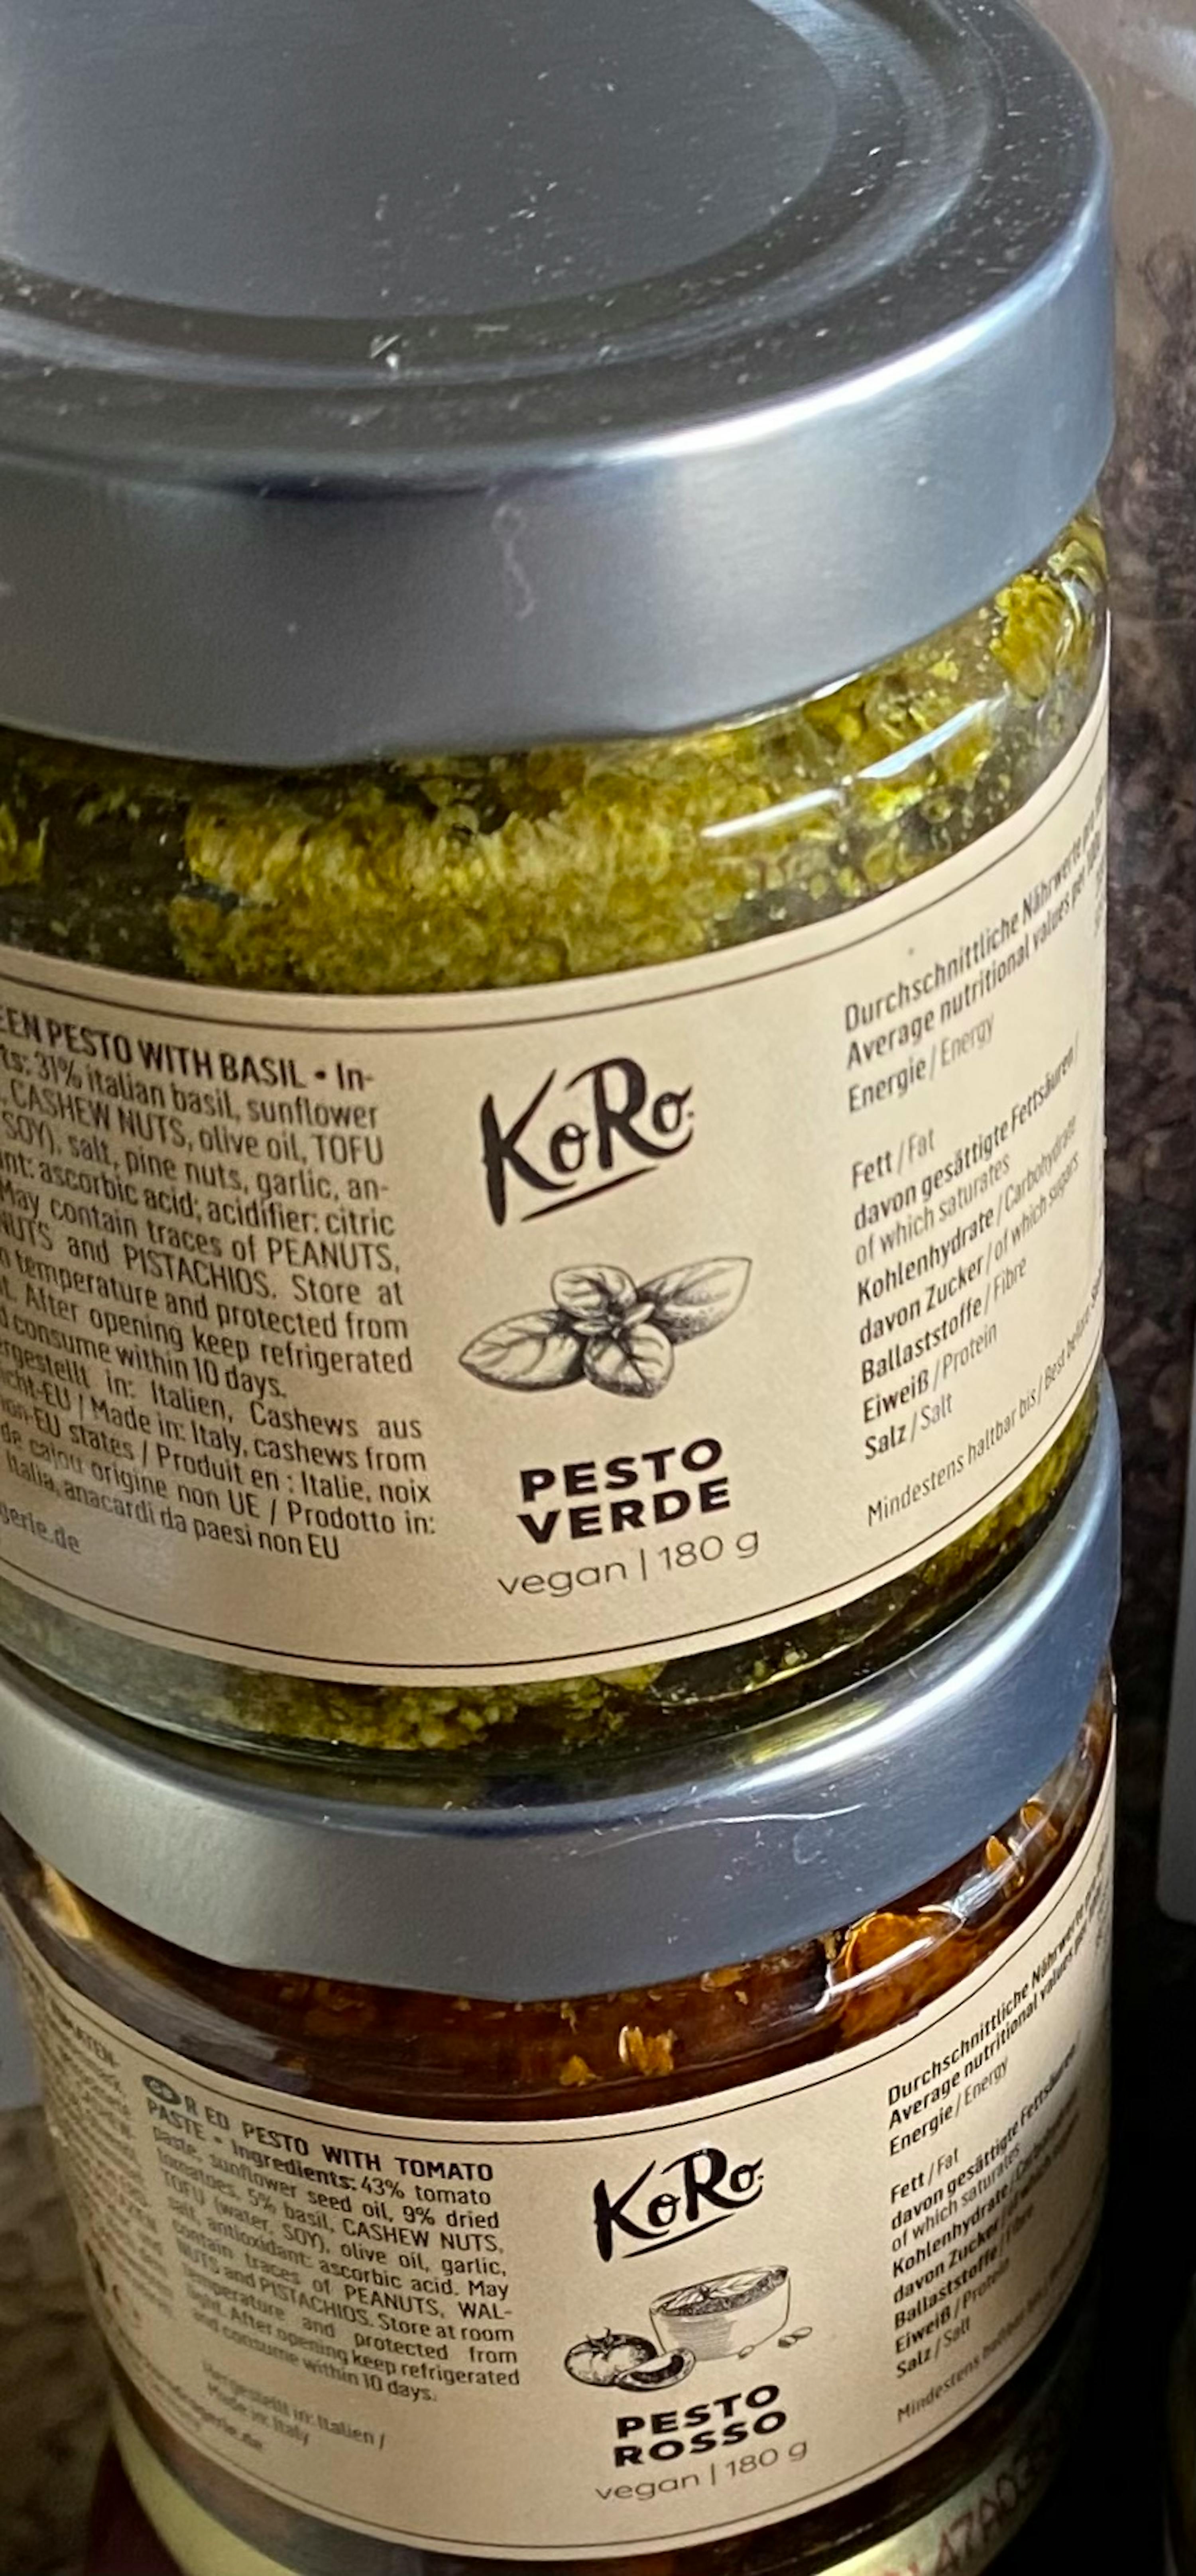 EEN PESTO WITH BASIL • In-
ts: 31% italian basil, sunflower
, CASHEW NUTS, olive oil, TOFU
SOY), salt, pine nuts, garlic, an-
nt: ascorbic acid; acidifier: citric
May contain traces of PEANUTS,
NUTS and PISTACHIOS. Store at
temperature and protected from
t. After opening keep refrigerated
d consume within 10 days.
ergestellt in: Italien, Cashews aus
icht-EU / Made in: Italy, cashews from
non-EU states / Produit en : Italie, noix
de cajou origine non UE / Prodotto in:
Italia, anacardi da paesi non EU
gerie.de
KoRo
PESTO
VERDE
vegan | 180 g
Durchschnittliche Nährwerte
Average nutritional values per
Energie / Energy
Fett / Fat
davon gesättigte Fettsäuren /
of which saturates
Kohlenhydrate / Carbohydrate
davon Zucker / of which sugars
Ballaststoffe / Fibre
Eiweiß / Protein
Salz / Salt
Mindestens haltbar bis / Best before
GB R ED PESTO WITH TOMATO
PASTE • Ingredients: 43% tomato
paste, sunflower seed oil, 9% dried
tomatoes, 5% basil, CASHEW NUTS,
TOFU (water, SOY), olive oil, garlic,
salt, antioxidant: ascorbic acid. May
contain traces of PEANUTS, WAL-
NUTS and PISTACHIOS. Store at room
temperature and protected from
light. After opening keep refrigerated
and consume within 10 days.
Hergestellt in: Italien /
Made in: Italy
KoRo
PESTO
ROSSO
vegan | 180 g
Durchschnittliche Nährwerte
Average nutritional values
Energie / Energy
Fett / Fat
davon gesättigte Fettsäuren
of which saturates
Kohlenhydrate
davon Zucker
Ballaststoffe
Eiweiß / Protein
Salz / Salt
Mindestens haltbar